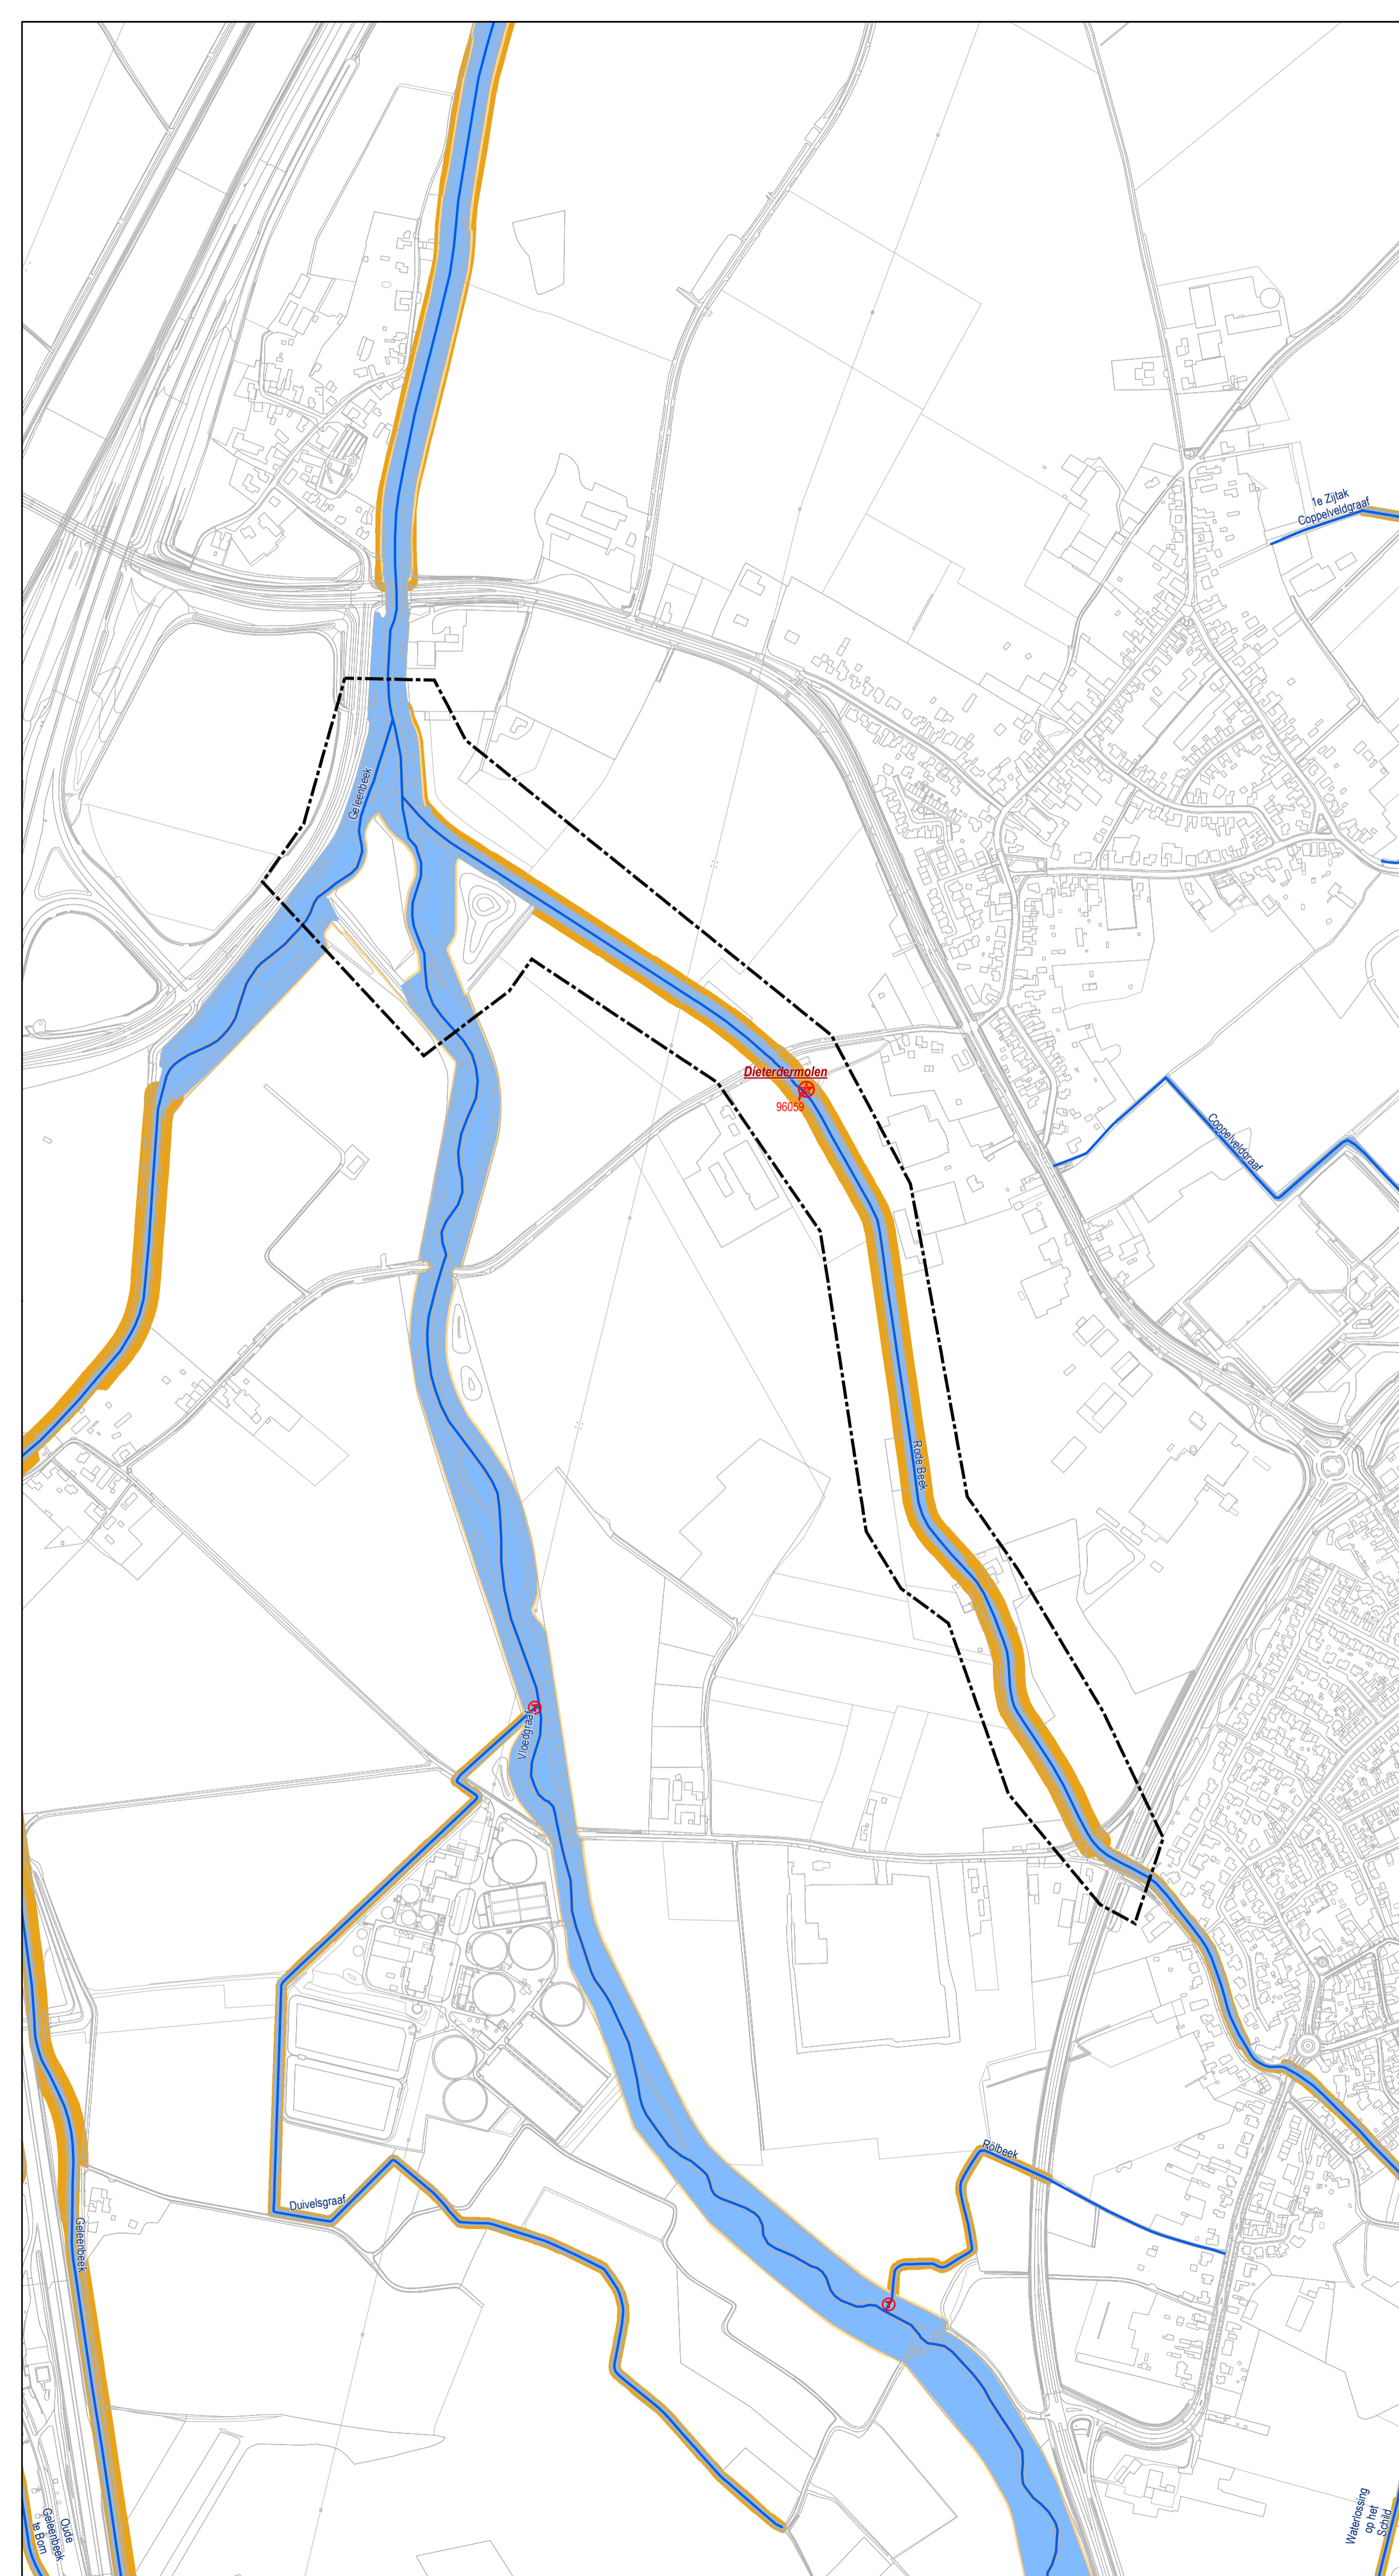 1e Zijtak
Coppelveldgraaf
Geleenbeek
Dieterdermolen
96059
Coppelveldgraaf
Rode Beek
Vloedgraaf
Rölbeek
Duivelsgraaf
Geleenbeek
Oude
Geleenbeek
te Born
Waterlossing
op het
Schild